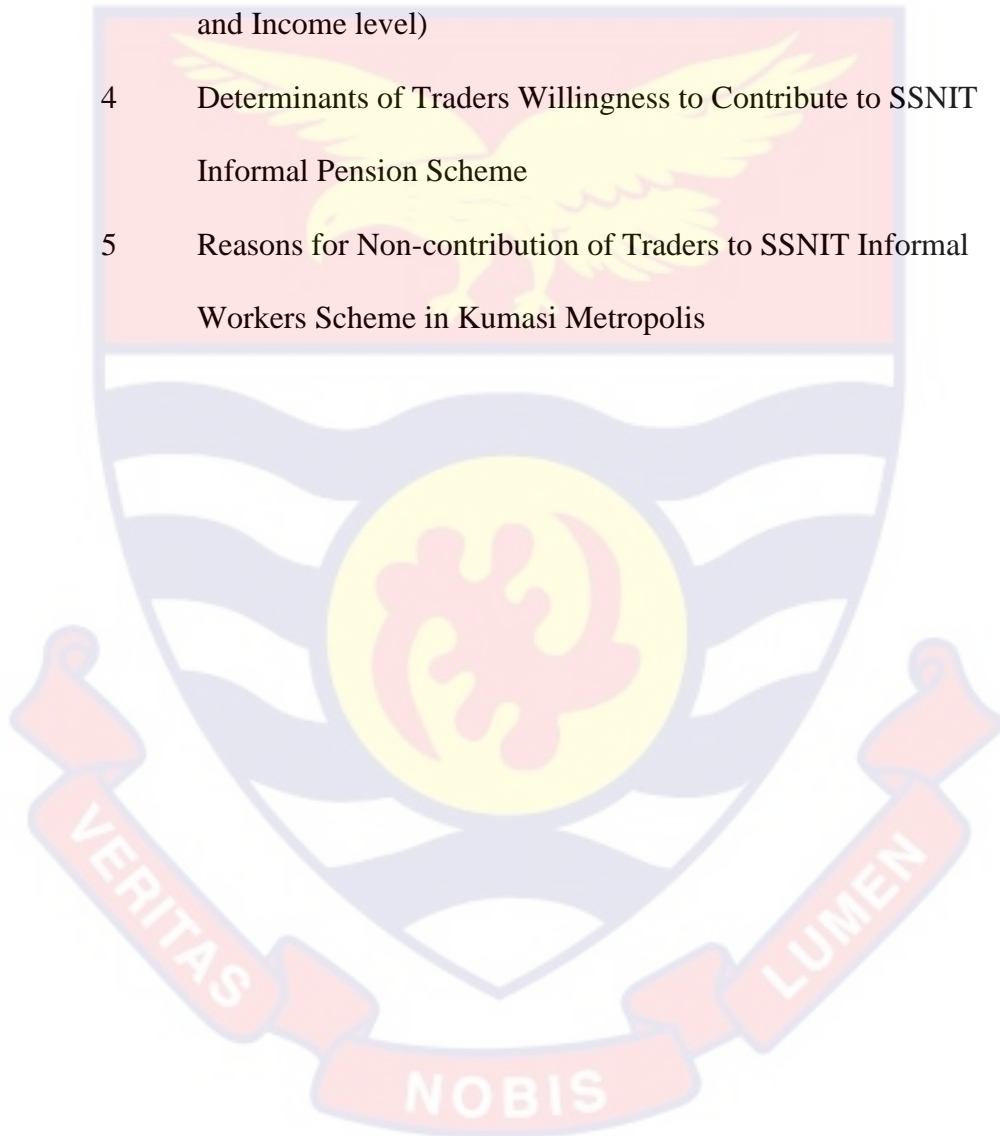 and Income level)
4 Determinants of Traders Willingness to Contribute to SSNIT
Informal Pension Scheme
5 Reasons for Non-contribution of Traders to SSNIT Informal
Workers Scheme in Kumasi Metropolis
VERITAS
NOBIS
LUMEN